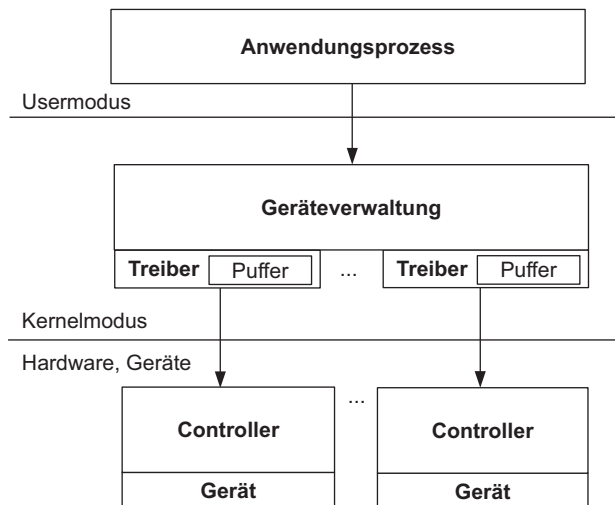 Anwendungsprozess
Usermodus
Geräteverwaltung
Treiber Puffer ... Treiber Puffer
Kernelmodus
Hardware, Geräte
...
Controller Controller
Gerät Gerät